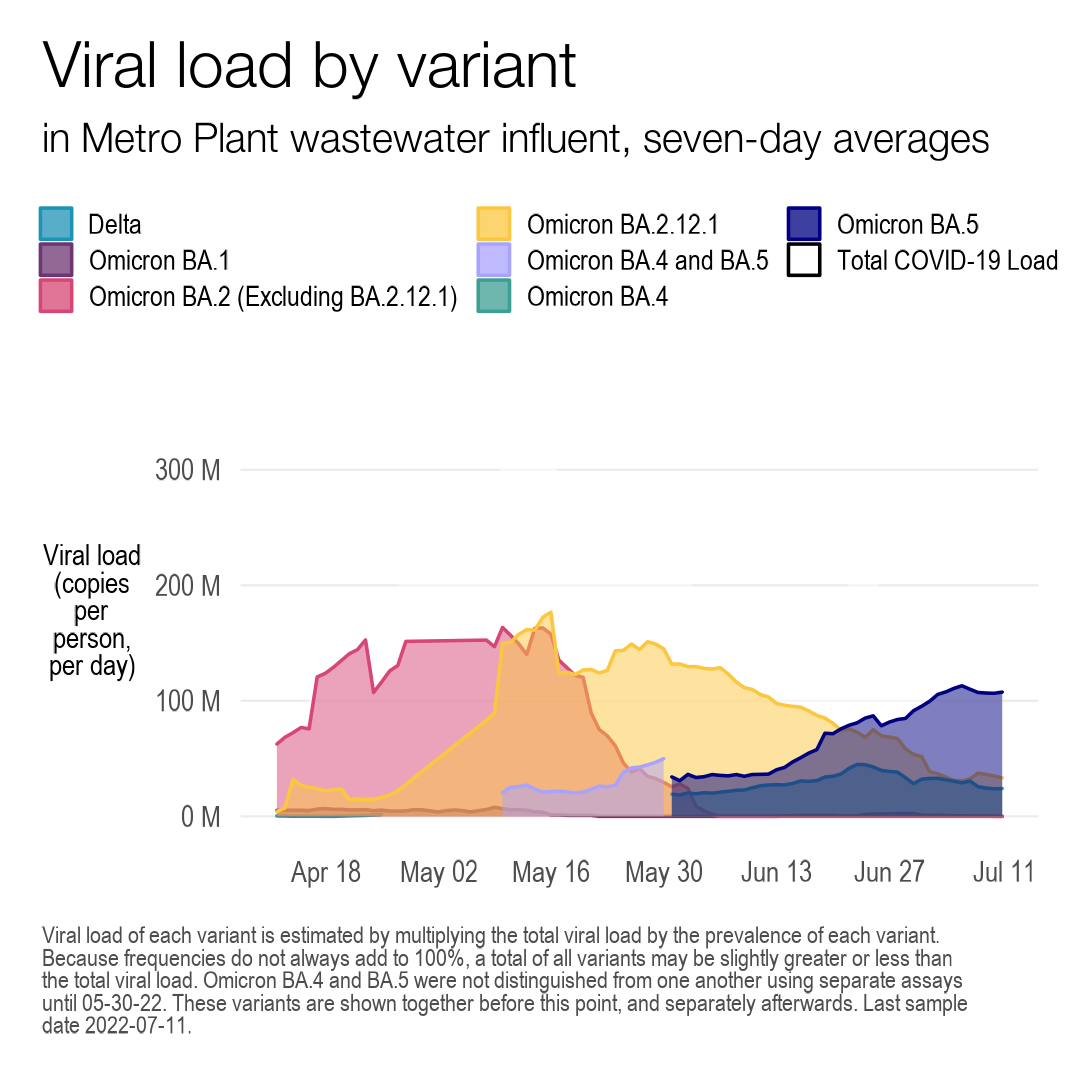 Viral load by variant
in Metro Plant wastewater influent, seven-day averages
Delta
Omicron BA.1
Omicron BA.2 (Excluding BA.2.12.1)
Omicron BA.2.12.1
Omicron BA.4 and BA.5
Omicron BA.4
Omicron BA.5
Total COVID-19 Load
300 M
200 M
100 M
0 M
Viral load
(copies
per
person,
per day)
Apr 18
May 02
May 16
May 30
Jun 13
Jun 27
Jul 11
Viral load of each variant is estimated by multiplying the total viral load by the prevalence of each variant.
Because frequencies do not always add to 100%, a total of all variants may be slightly greater or less than
the total viral load. Omicron BA.4 and BA.5 were not distinguished from one another using separate assays
until 05-30-22. These variants are shown together before this point, and separately afterwards. Last sample
date 2022-07-11.